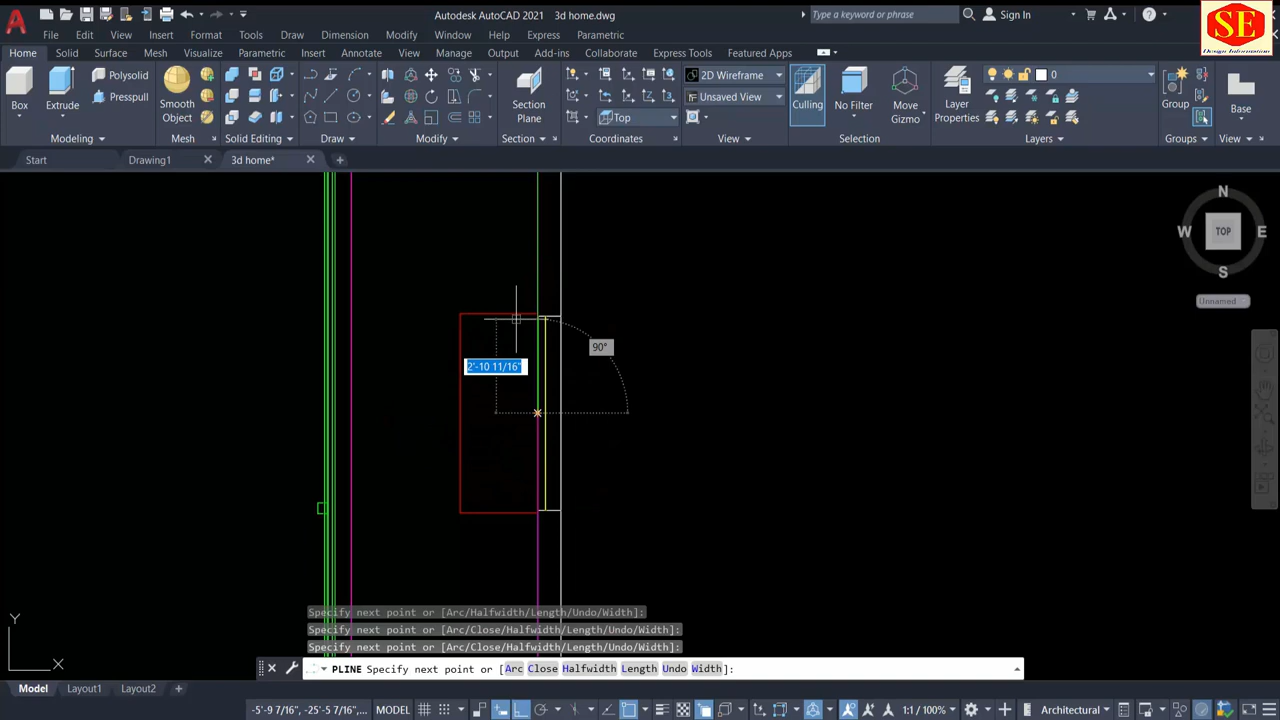 Autodesk AutoCAD 2021 3d home.dwg
Type a keyword or phrase
Sign In
SE
Design Information
File Edit View Insert Format Tools Draw Dimension Modify Window Help Express Parametric
Home Solid Surface Mesh Visualize Parametric Insert Annotate View Manage Output Add-ins Collaborate Express Tools Featured Apps
Box
Extrude
Polysolid
Presspull
Smooth
Object
Section
Plane
Top
2D Wireframe
Unsaved View
Culling
No Filter
Move
Gizmo
Layer
Properties
0
Group
Base
Modeling Mesh Solid Editing Draw Modify Section Coordinates View Selection Layers Groups View
Start Drawing1 3d home*
N
W TOP E
S
Unnamed
90°
2'-10 11/16"
Y
X
Specify next point or [Arc/Halfwidth/Length/Undo/Width]:
Specify next point or [Arc/Close/Halfwidth/Length/Undo/Width]:
Specify next point or [Arc/Close/Halfwidth/Length/Undo/Width]:
PLINE Specify next point or [Arc Close Halfwidth Length Undo Width]:
Model Layout1 Layout2
-5'-9 7/16", -25'-5 7/16",... MODEL 1:1 / 100% Architectural